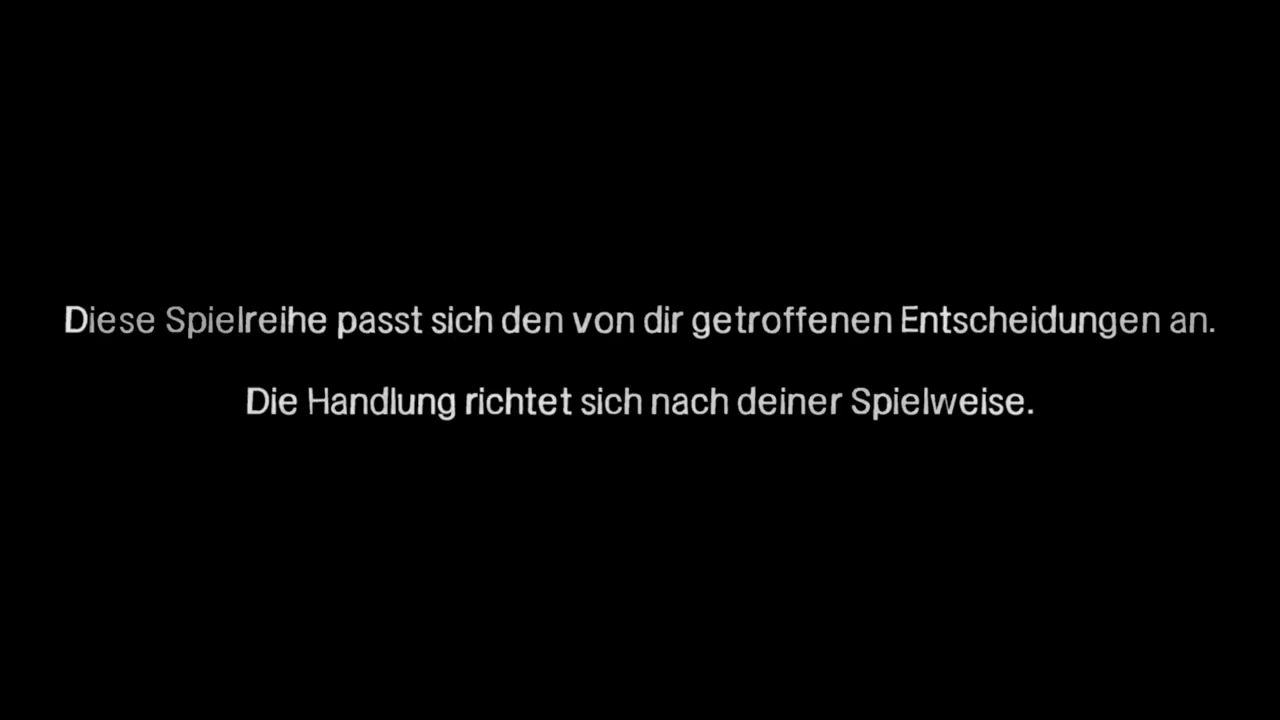 Diese Spielreihe passt sich den von dir getroffenen Entscheidungen an.
Die Handlung richtet sich nach deiner Spielweise.